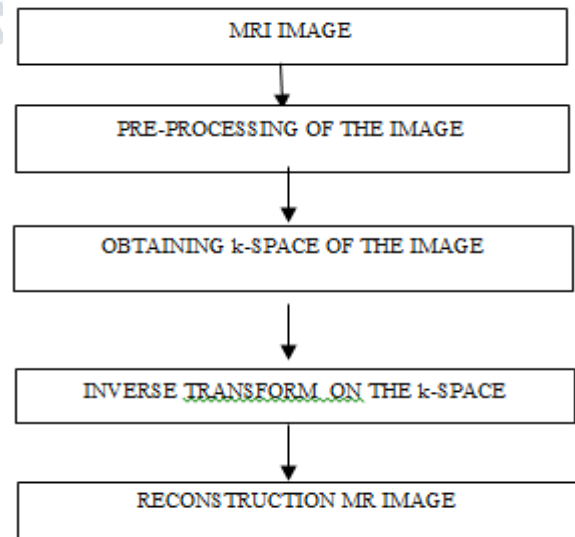 MRI IMAGE
PRE-PROCESSING OF THE IMAGE
OBTAINING k-SPACE OF THE IMAGE
INVERSE TRANSFORM ON THE k-SPACE
RECONSTRUCTION MR IMAGE